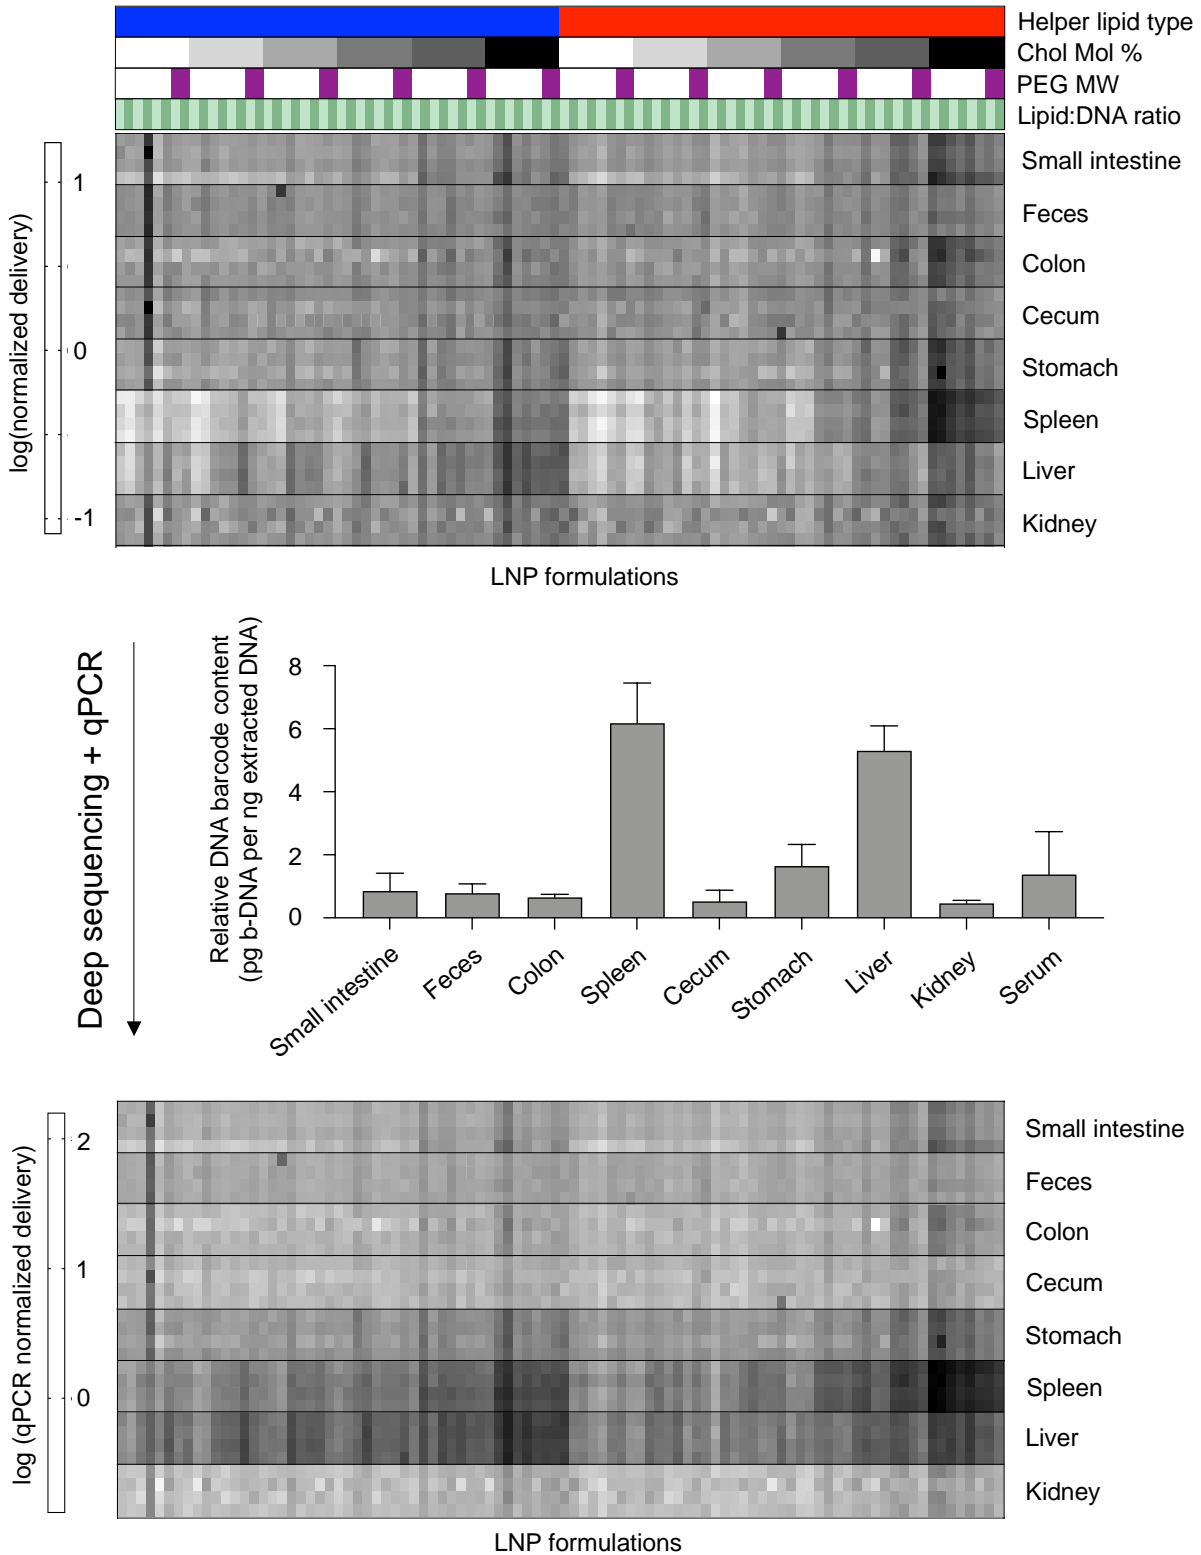 Helper lipid type
Chol Mol %
PEG MW
Lipid:DNA ratio
log(normalized delivery)
1
0
-1
Small intestine
Feces
Colon
Cecum
Stomach
Spleen
Liver
Kidney
LNP formulations
Deep sequencing + qPCR
Relative DNA barcode content
(pg b-DNA per ng extracted DNA)
8
6
4
2
0
Small intestine
Feces
Colon
Spleen
Cecum
Stomach
Liver
Kidney
Serum
log (qPCR normalized delivery)
2
1
0
Small intestine
Feces
Colon
Cecum
Stomach
Spleen
Liver
Kidney
LNP formulations